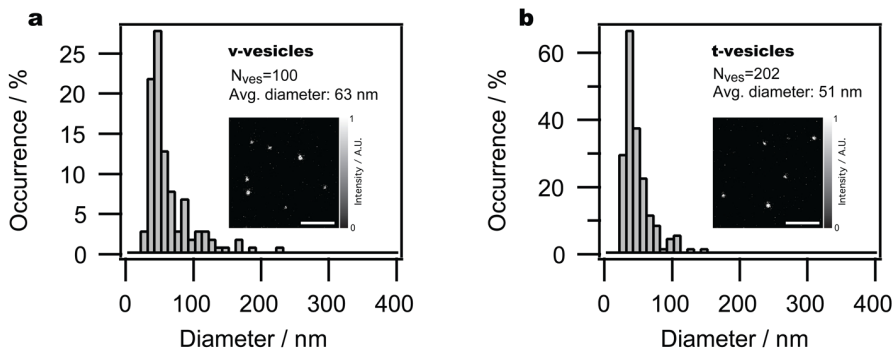 a
v-vesicles
Nves=100
Avg. diameter: 63 nm
1
Intensity / A.U.
0
Occurrence / %
25
20
15
10
5
0
0 100 200 300 400
Diameter / nm
b
t-vesicles
Nves=202
Avg. diameter: 51 nm
1
Intensity / A.U.
0
Occurrence / %
60
40
20
0
0 100 200 300 400
Diameter / nm